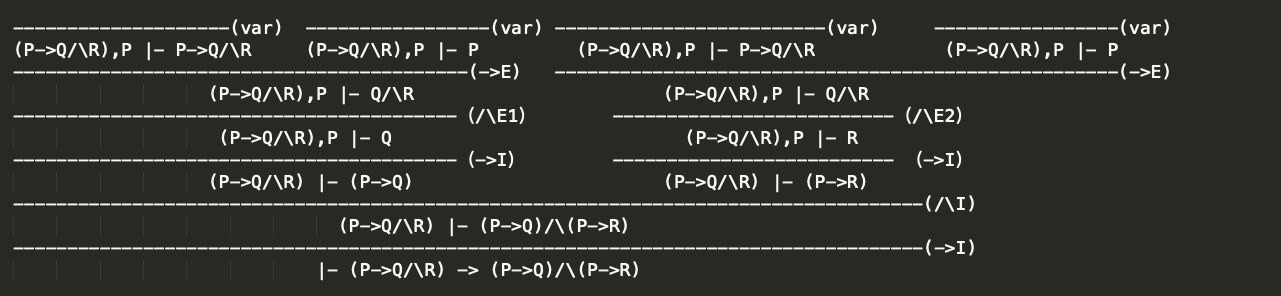 --------------------(var)  -----------------(var) -------------------------(var)     -----------------(var)
(P->Q/\R),P |- P->Q/\R     (P->Q/\R),P |- P         (P->Q/\R),P |- P->Q/\R            (P->Q/\R),P |- P
------------------------------------------(->E)   ----------------------------------------------------(->E)
                  (P->Q/\R),P |- Q/\R                       (P->Q/\R),P |- Q/\R
----------------------------------------- (/\E1)        -------------------------- (/\E2)
                   (P->Q/\R),P |- Q                           (P->Q/\R),P |- R
----------------------------------------- (->I)         --------------------------  (->I)
                  (P->Q/\R) |- (P->Q)                       (P->Q/\R) |- (P->R)
------------------------------------------------------------------------------------(/\I)
                              (P->Q/\R) |- (P->Q)/\(P->R)
------------------------------------------------------------------------------------(->I)
                            |- (P->Q/\R) -> (P->Q)/\(P->R)